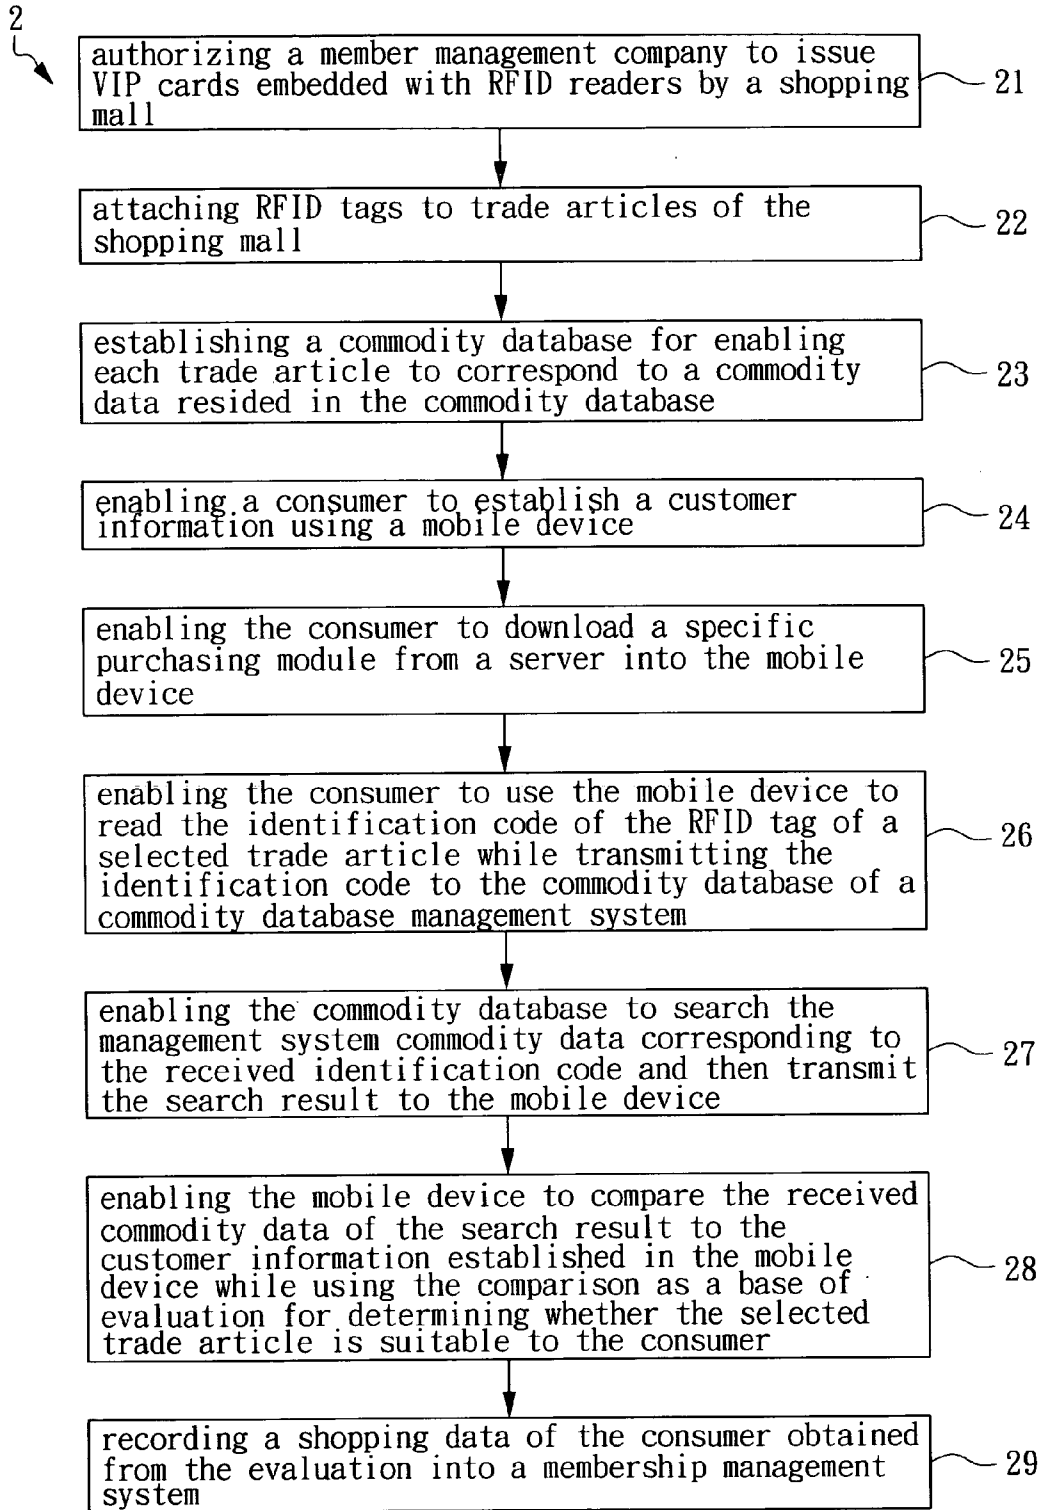 2
authorizing a member management company to issue
VIP cards embedded with RFID readers by a shopping
mall
21
attaching RFID tags to trade articles of the
shopping mall
22
establishing a commodity database for enabling
each trade article to correspond to a commodity
data resided in the commodity database
23
enabling a consumer to establish a customer
information using a mobile device
24
enabling the consumer to download a specific
purchasing module from a server into the mobile
device
25
enabling the consumer to use the mobile device to
read the identification code of the RFID tag of a
selected trade article while transmitting the
identification code to the commodity database of a
commodity database management system
26
enabling the commodity database to search the
management system commodity data corresponding to
the received identification code and then transmit
the search result to the mobile device
27
enabling the mobile device to compare the received
commodity data of the search result to the
customer information established in the mobile
device while using the comparison as a base of
evaluation for determining whether the selected
trade article is suitable to the consumer
28
recording a shopping data of the consumer obtained
from the evaluation into a membership management
system
29